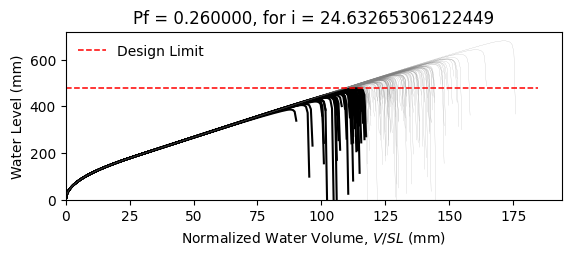 Pf = 0.260000, for i = 24.63265306122449
Design Limit
Water Level (mm)
600
400
200
0
0 25 50 75 100 125 150 175
Normalized Water Volume, V/SL (mm)